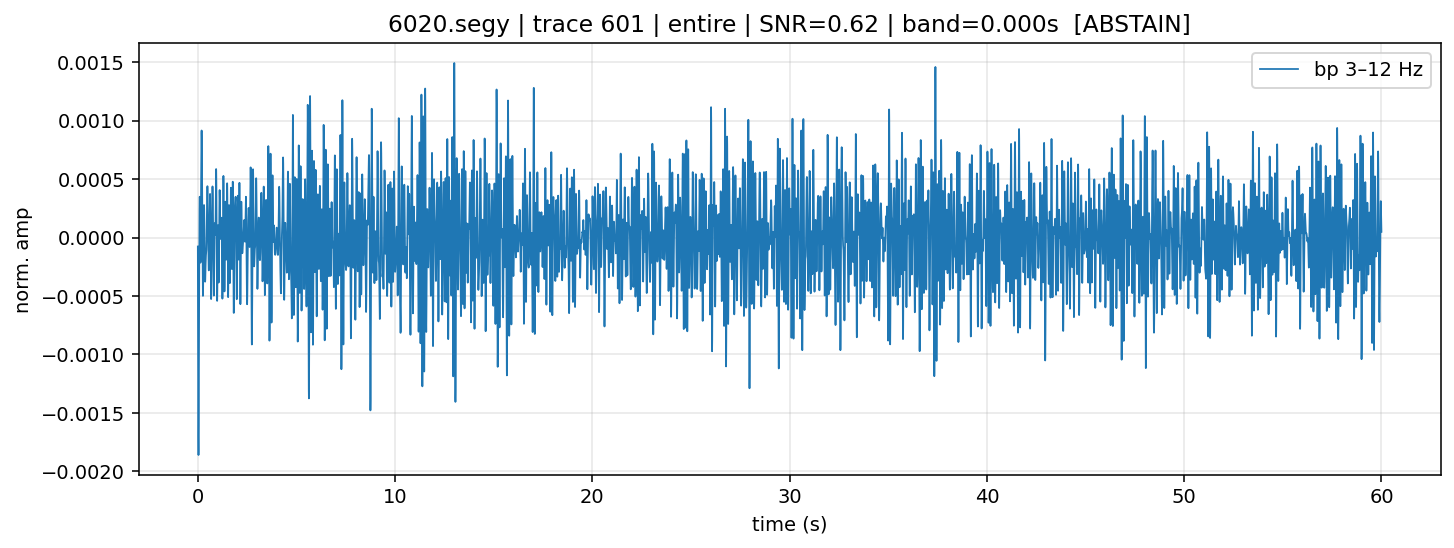 6020.segy | trace 601 | entire | SNR=0.62 | band=0.000s  [ABSTAIN]
bp 3–12 Hz
norm. amp
0.0015
0.0010
0.0005
0.0000
−0.0005
−0.0010
−0.0015
−0.0020
0 10 20 30 40 50 60
time (s)